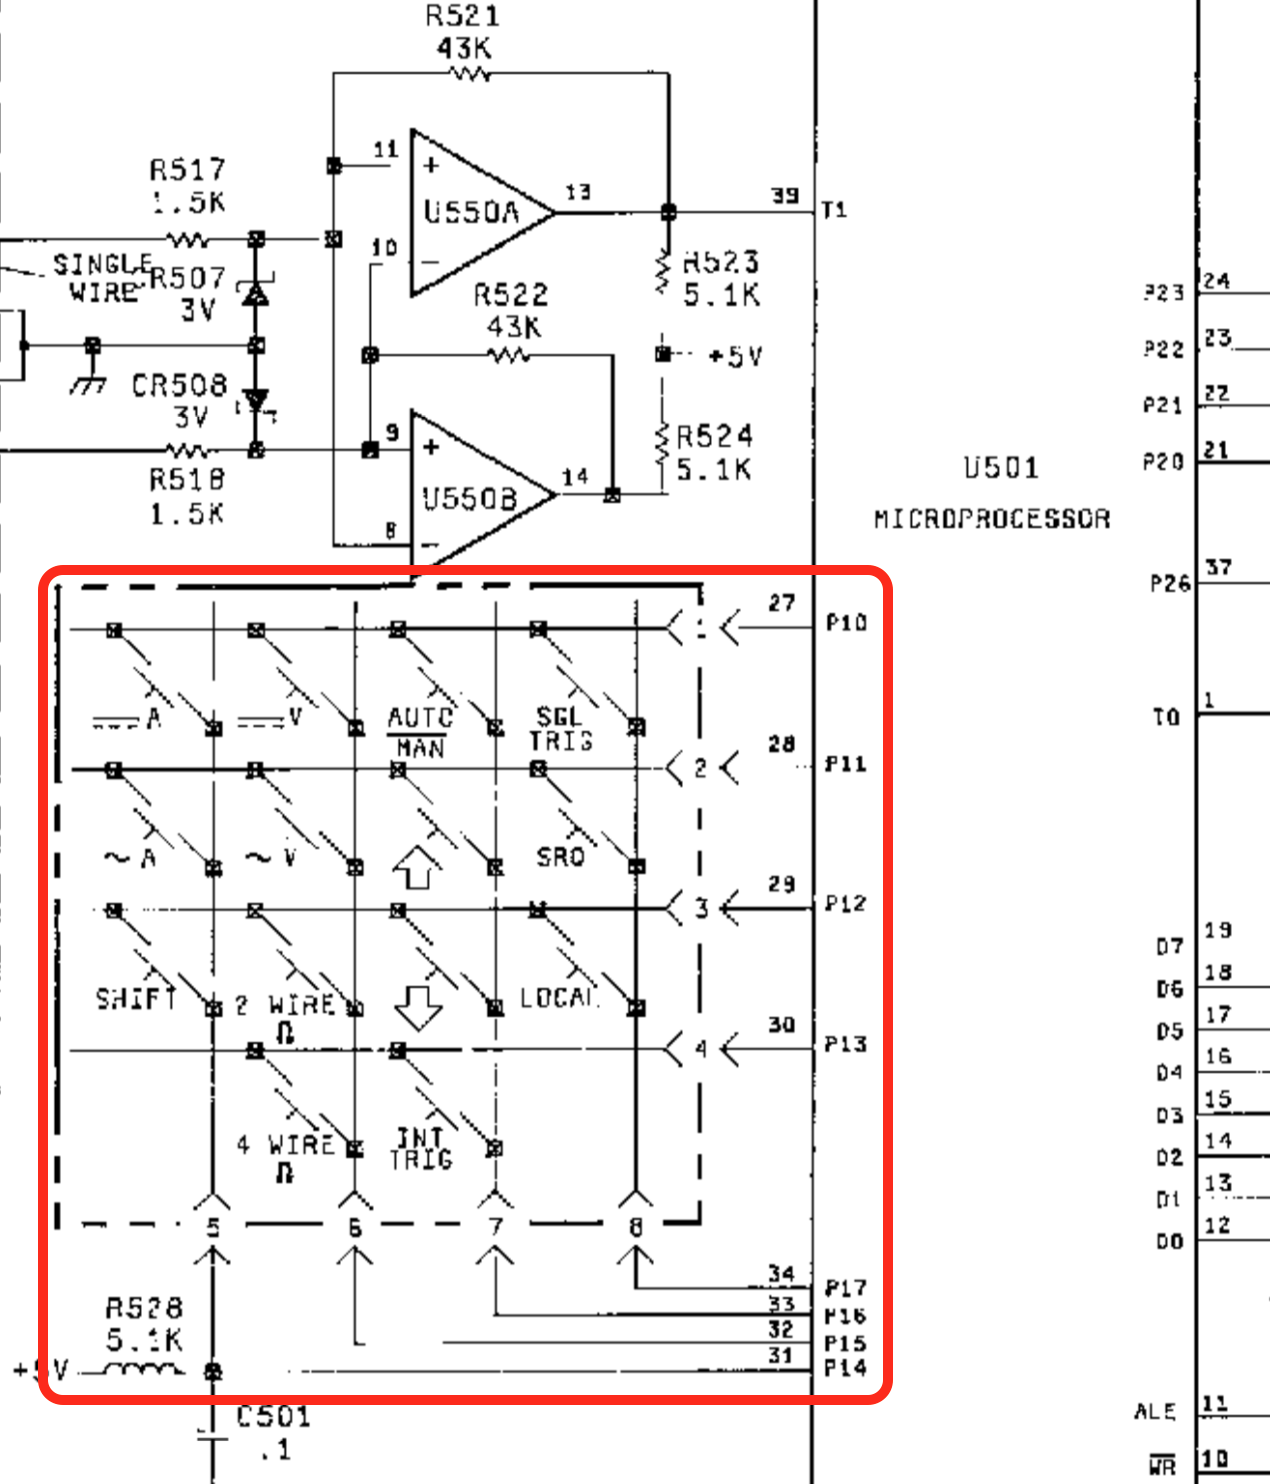 R521
43K
11
+
R517
1.5K
U550A
13
39
T1
10
−
SINGLE
WIRE
R507
3V
R523
5.1K
R522
43K
P23
24
P22
23
+5V
CR508
3V
P21
22
9
+
R524
5.1K
P20
21
U501
MICROPROCESSOR
R518
1.5K
U550B
14
8
−
P26
37
27
P10
1
A
V
AUTO
MAN
SGL
TRIG
T0
1
28
P11
2
~ A
~ V
SRQ
29
P12
3
D7
19
SHIFT
2 WIRE
Ω
LOCAL
D6
18
D5
17
30
P13
4
D4
16
D3
15
4 WIRE
Ω
INT
TRIG
D2
14
D1
13
5
6
7
8
D0
12
34
P17
R528
5.1K
33
P16
32
P15
+5V
31
P14
C501
.1
ALE
11
WR
10